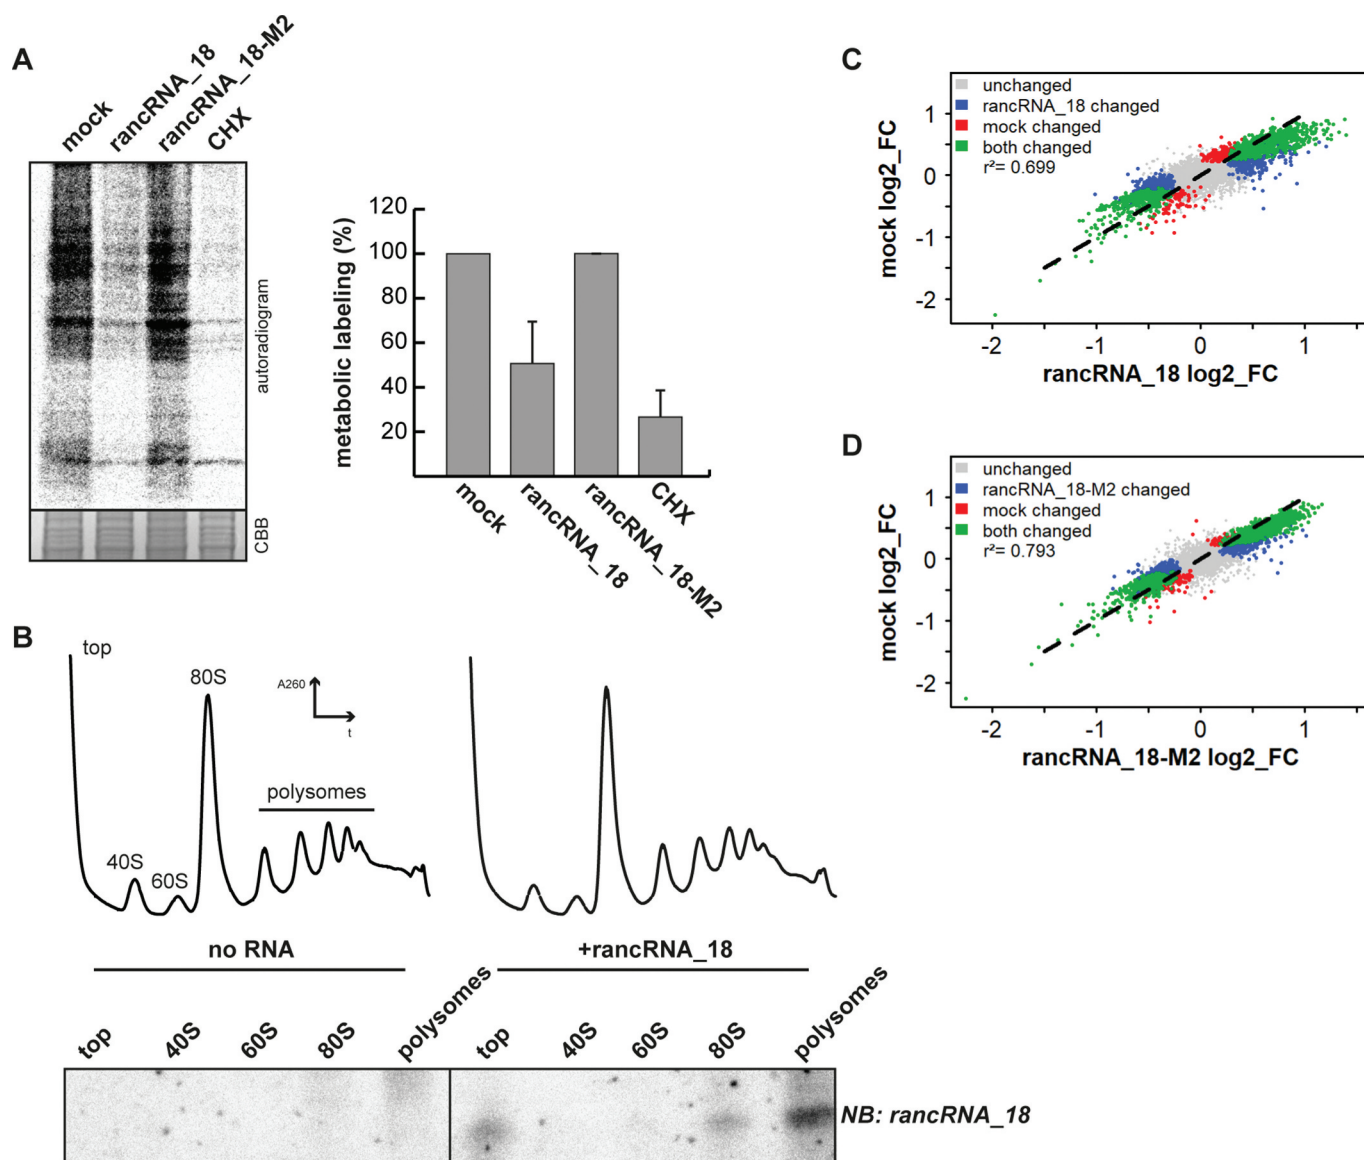 A
mock
rancRNA_18
rancRNA_18-M2
CHX
autoradiogram
CBB
metabolic labeling (%)
120
100
80
60
40
20
mock
rancRNA_18
rancRNA_18-M2
CHX
B
top
40S
60S
80S
A260
t
polysomes
no RNA
+rancRNA_18
top
40S
60S
80S
polysomes
top
40S
60S
80S
polysomes
NB: rancRNA_18
C
unchanged
rancRNA_18 changed
mock changed
both changed
r²= 0.699
mock log2_FC
1
0
-1
-2
-2
-1
0
1
rancRNA_18 log2_FC
D
unchanged
rancRNA_18-M2 changed
mock changed
both changed
r²= 0.793
mock log2_FC
1
0
-1
-2
-2
-1
0
1
rancRNA_18-M2 log2_FC